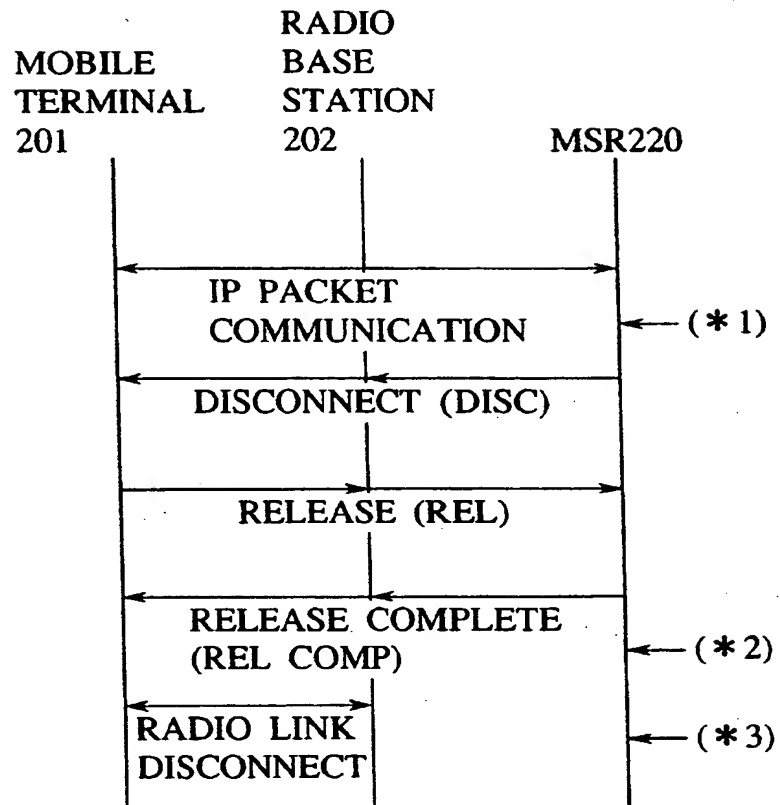 MOBILE
TERMINAL
201
RADIO
BASE
STATION
202
MSR220
IP PACKET
COMMUNICATION
(*1)
DISCONNECT (DISC)
RELEASE (REL)
RELEASE COMPLETE
(REL COMP)
(*2)
RADIO LINK
DISCONNECT
(*3)